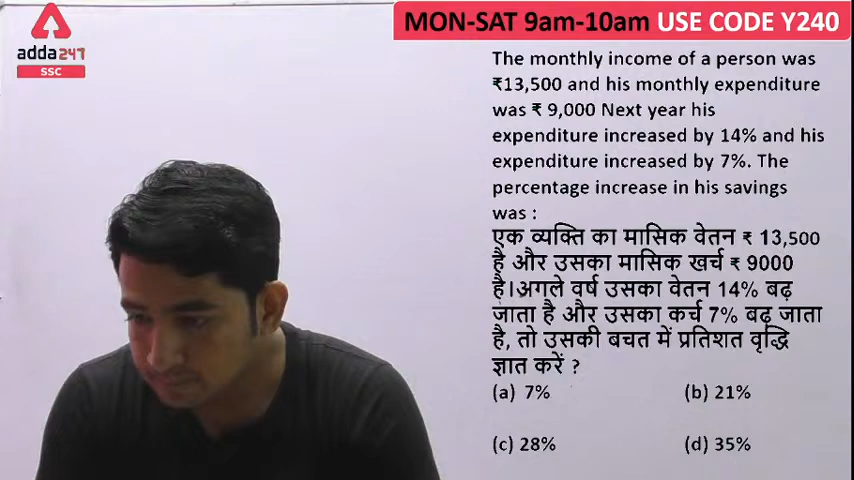 MON-SAT 9am-10am USE CODE Y240
adda247
SSC
The monthly income of a person was
₹13,500 and his monthly expenditure
was ₹ 9,000 Next year his
expenditure increased by 14% and his
expenditure increased by 7%. The
percentage increase in his savings
was :
एक व्यक्ति का मासिक वेतन ₹ 13,500
है और उसका मासिक खर्च ₹ 9000
है।अगले वर्ष उसका वेतन 14% बढ़
जाता है और उसका कर्च 7% बढ़ जाता
है, तो उसकी बचत में प्रतिशत वृद्धि
ज्ञात करें ?
(a) 7%
(b) 21%
(c) 28%
(d) 35%